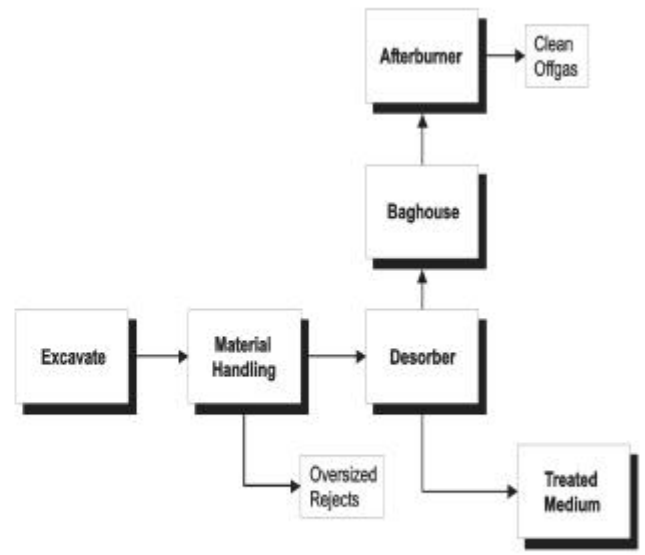 Afterburner
Clean
Offgas
Baghouse
Excavate
Material
Handling
Desorber
Oversized
Rejects
Treated
Medium